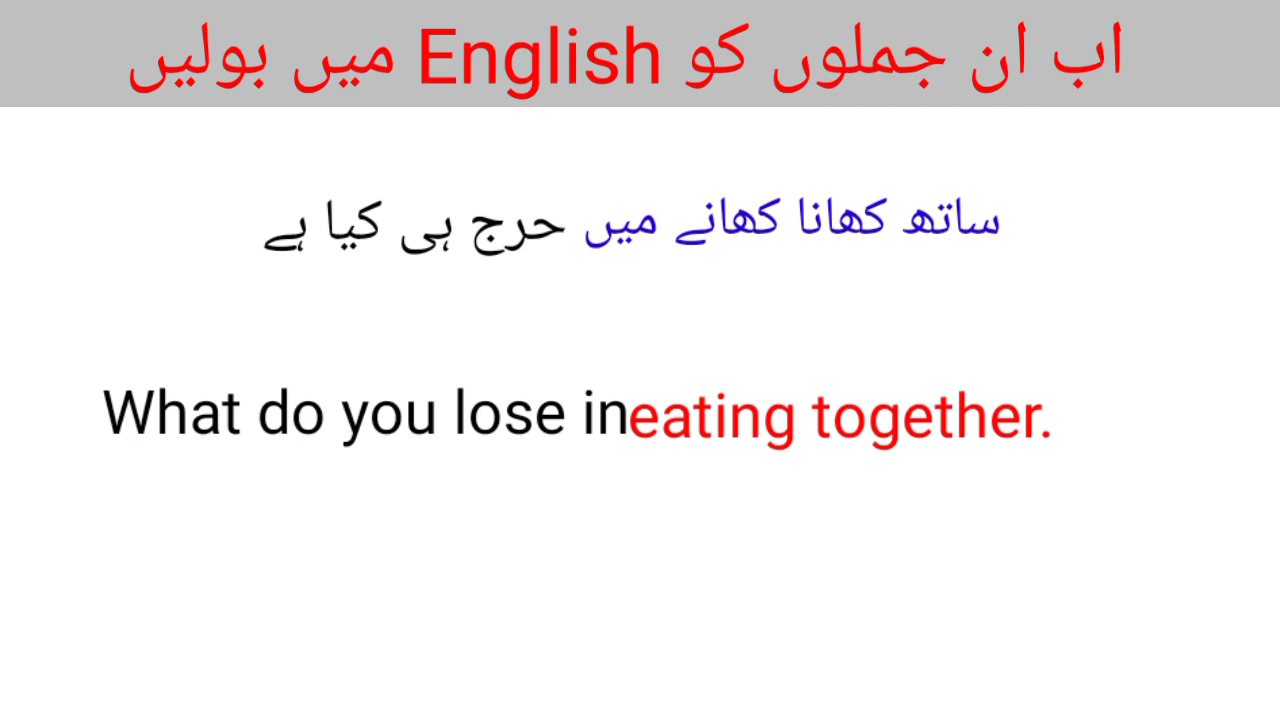 اب ان جملوں کو English میں بولیں
ساتھ کھانا کھانے میں حرج ہی کیا ہے
What do you lose ineating together.